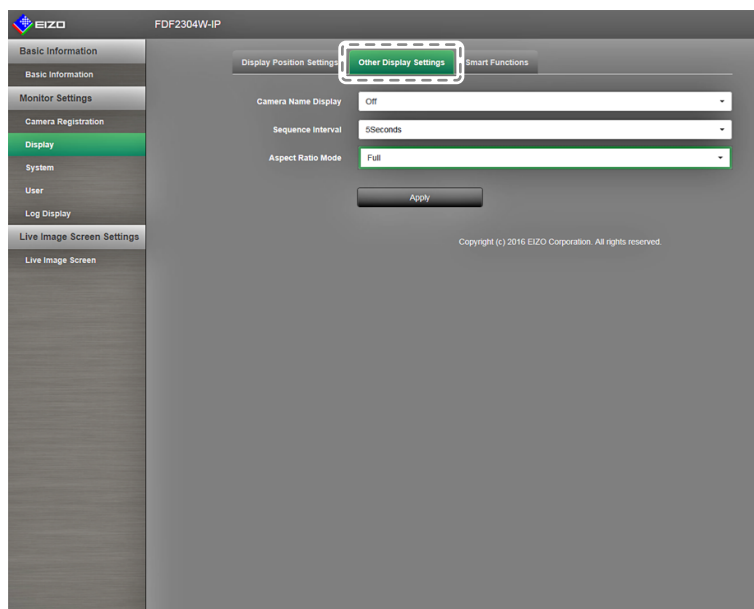 EIZO
FDF2304W-IP
Basic Information
Basic Information
Monitor Settings
Camera Registration
Display
System
User
Log Display
Live Image Screen Settings
Live Image Screen
Display Position Settings
Other Display Settings
Smart Functions
Camera Name Display
Off
Sequence Interval
5Seconds
Aspect Ratio Mode
Full
Apply
Copyright (c) 2016 EIZO Corporation. All rights reserved.